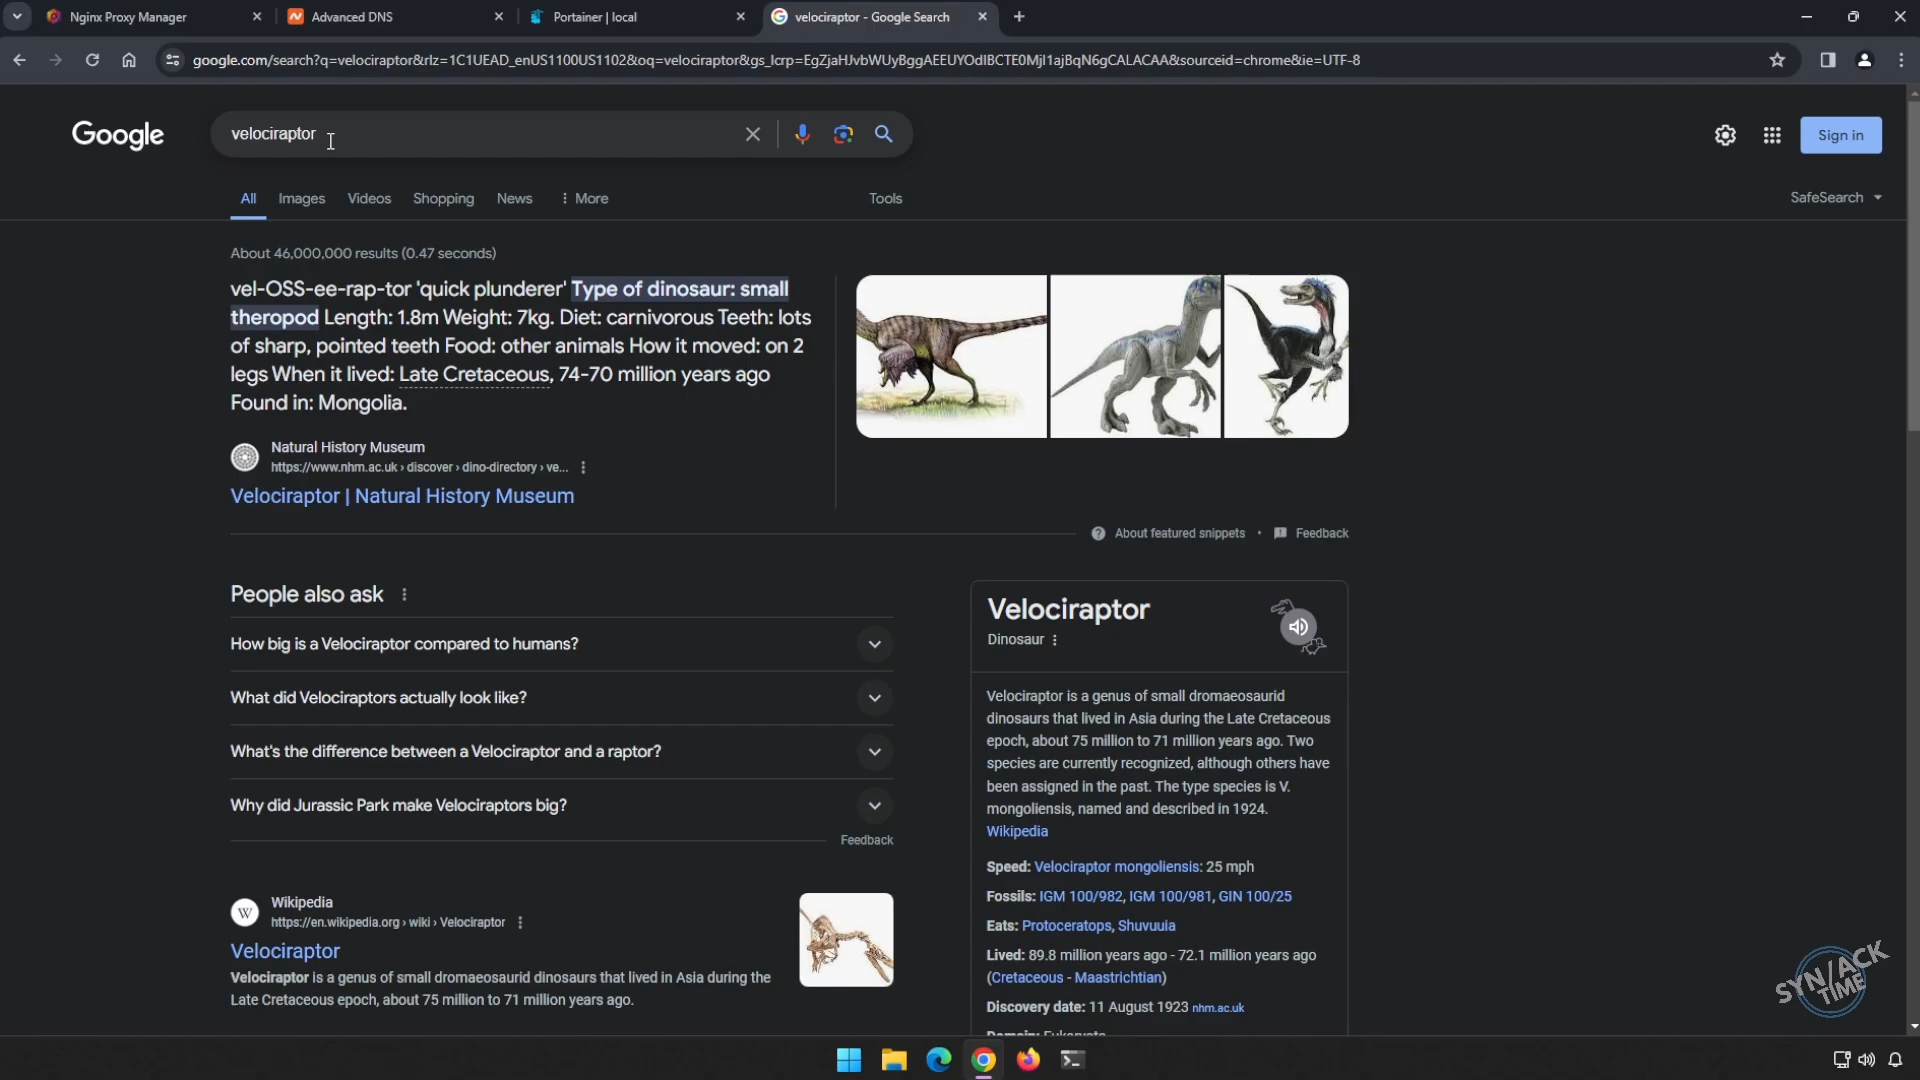 Nginx Proxy Manager
Advanced DNS
Portainer | local
velociraptor - Google Search
google.com/search?q=velociraptor&rlz=1C1UEAD_enUS1100US1102&oq=velociraptor&gs_lcrp=EgZjaHJvbWUyBggAEEUYOdIBCTE0Mjl1ajBqN6gCALACAA&sourceid=chrome&ie=UTF-8
Google
velociraptor
Sign in
All
Images
Videos
Shopping
News
More
Tools
SafeSearch
About 46,000,000 results (0.47 seconds)
vel-OSS-ee-rap-tor 'quick plunderer' Type of dinosaur: small
theropod Length: 1.8m Weight: 7kg. Diet: carnivorous Teeth: lots
of sharp, pointed teeth Food: other animals How it moved: on 2
legs When it lived: Late Cretaceous, 74-70 million years ago
Found in: Mongolia.
Natural History Museum
https://www.nhm.ac.uk › discover › dino-directory › ve...
Velociraptor | Natural History Museum
About featured snippets
Feedback
People also ask
How big is a Velociraptor compared to humans?
What did Velociraptors actually look like?
What's the difference between a Velociraptor and a raptor?
Why did Jurassic Park make Velociraptors big?
Feedback
W
Wikipedia
https://en.wikipedia.org › wiki › Velociraptor
Velociraptor
Velociraptor is a genus of small dromaeosaurid dinosaurs that lived in Asia during the
Late Cretaceous epoch, about 75 million to 71 million years ago.
Velociraptor
Dinosaur
Velociraptor is a genus of small dromaeosaurid
dinosaurs that lived in Asia during the Late Cretaceous
epoch, about 75 million to 71 million years ago. Two
species are currently recognized, although others have
been assigned in the past. The type species is V.
mongoliensis, named and described in 1924.
Wikipedia
Speed: Velociraptor mongoliensis: 25 mph
Fossils: IGM 100/982, IGM 100/981, GIN 100/25
Eats: Protoceratops, Shuvuuia
Lived: 89.8 million years ago - 72.1 million years ago
(Cretaceous - Maastrichtian)
Discovery date: 11 August 1923 nhm.ac.uk
Domain: Eukaryota
SYN/ACK
TIME